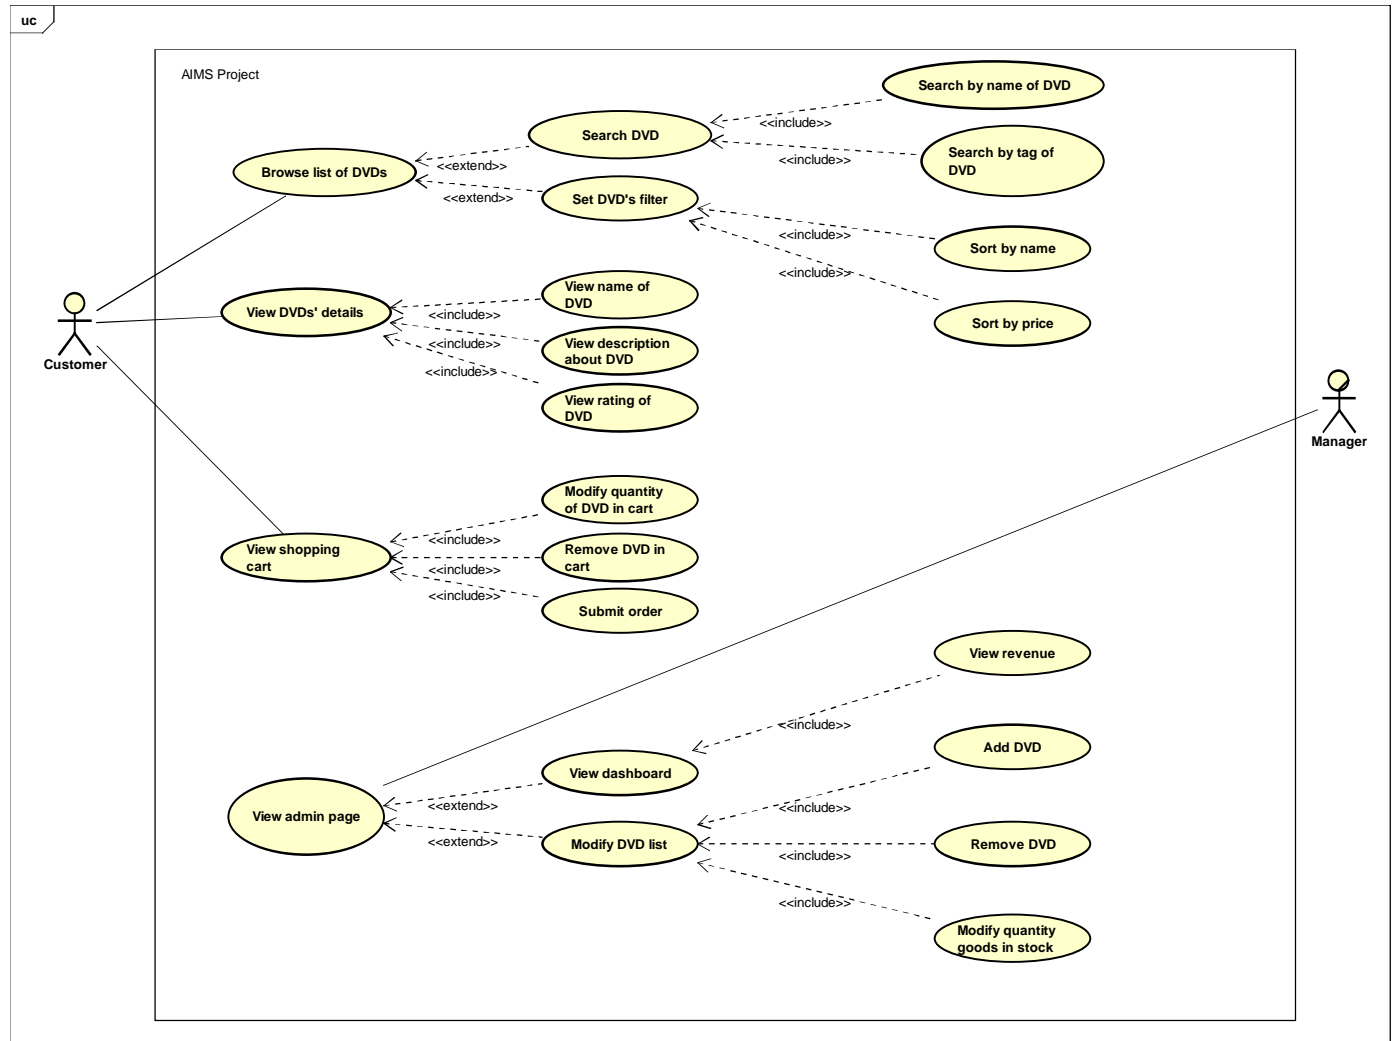 uc
AIMS Project
Search by name of DVD
<<include>>
Search DVD
Search by tag of
DVD
<<include>>
Browse list of DVDs
<<extend>>
<<extend>>
Set DVD's filter
<<include>>
Sort by name
<<include>>
Sort by price
View DVDs' details
View name of
DVD
<<include>>
<<include>>
View description
about DVD
<<include>>
View rating of
DVD
Customer
Manager
Modify quantity
of DVD in cart
<<include>>
View shopping
cart
Remove DVD in
cart
<<include>>
<<include>>
Submit order
View revenue
<<include>>
Add DVD
View dashboard
<<extend>>
<<include>>
View admin page
<<extend>>
Modify DVD list
Remove DVD
<<include>>
<<include>>
Modify quantity
goods in stock